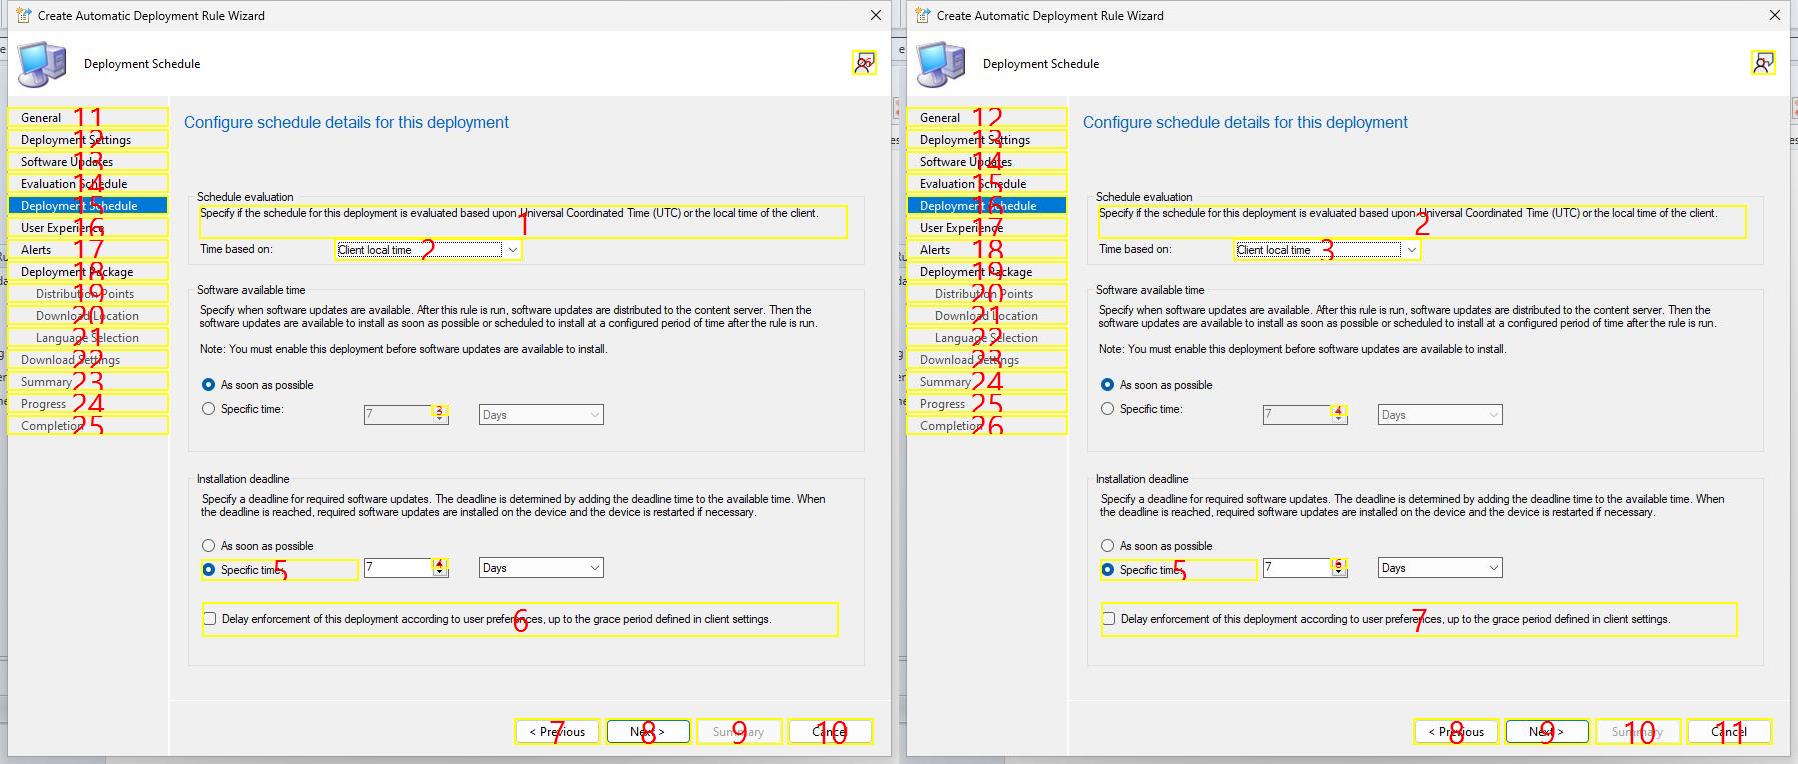 Create Automatic Deployment Rule Wizard
Deployment Schedule
General 11
Deployment Settings 12
Software Updates 13
Evaluation Schedule 14
Deployment Schedule 15
User Experience 16
Alerts 17
Deployment Package 18
Distribution Points 19
Download Location 20
Language Selection 21
Download Settings 22
Summary 23
Progress 24
Completion 25
Configure schedule details for this deployment
Schedule evaluation
Specify if the schedule for this deployment is evaluated based upon Universal Coordinated Time (UTC) or the local time of the client.
1
Time based on: Client local time 2
Software available time
Specify when software updates are available. After this rule is run, software updates are distributed to the content server. Then the
software updates are available to install as soon as possible or scheduled to install at a configured period of time after the rule is run.
Note: You must enable this deployment before software updates are available to install.
As soon as possible
Specific time: 7 3 Days
Installation deadline
Specify a deadline for required software updates. The deadline is determined by adding the deadline time to the available time. When
the deadline is reached, required software updates are installed on the device and the device is restarted if necessary.
As soon as possible
Specific time: 5 7 4 Days
Delay enforcement of this deployment according to user preferences, up to the grace period defined in client settings. 6
< Previous 7 Next > 8 Summary 9 Cancel 10
Create Automatic Deployment Rule Wizard
Deployment Schedule
General 12
Deployment Settings 13
Software Updates 14
Evaluation Schedule 15
Deployment Schedule 16
User Experience 17
Alerts 18
Deployment Package 19
Distribution Points 20
Download Location 21
Language Selection 22
Download Settings 23
Summary 24
Progress 25
Completion 26
Configure schedule details for this deployment
Schedule evaluation
Specify if the schedule for this deployment is evaluated based upon Universal Coordinated Time (UTC) or the local time of the client.
2
Time based on: Client local time 3
Software available time
Specify when software updates are available. After this rule is run, software updates are distributed to the content server. Then the
software updates are available to install as soon as possible or scheduled to install at a configured period of time after the rule is run.
Note: You must enable this deployment before software updates are available to install.
As soon as possible
Specific time: 7 4 Days
Installation deadline
Specify a deadline for required software updates. The deadline is determined by adding the deadline time to the available time. When
the deadline is reached, required software updates are installed on the device and the device is restarted if necessary.
As soon as possible
Specific time: 5 7 6 Days
Delay enforcement of this deployment according to user preferences, up to the grace period defined in client settings. 7
< Previous 8 Next > 9 Summary 10 Cancel 11